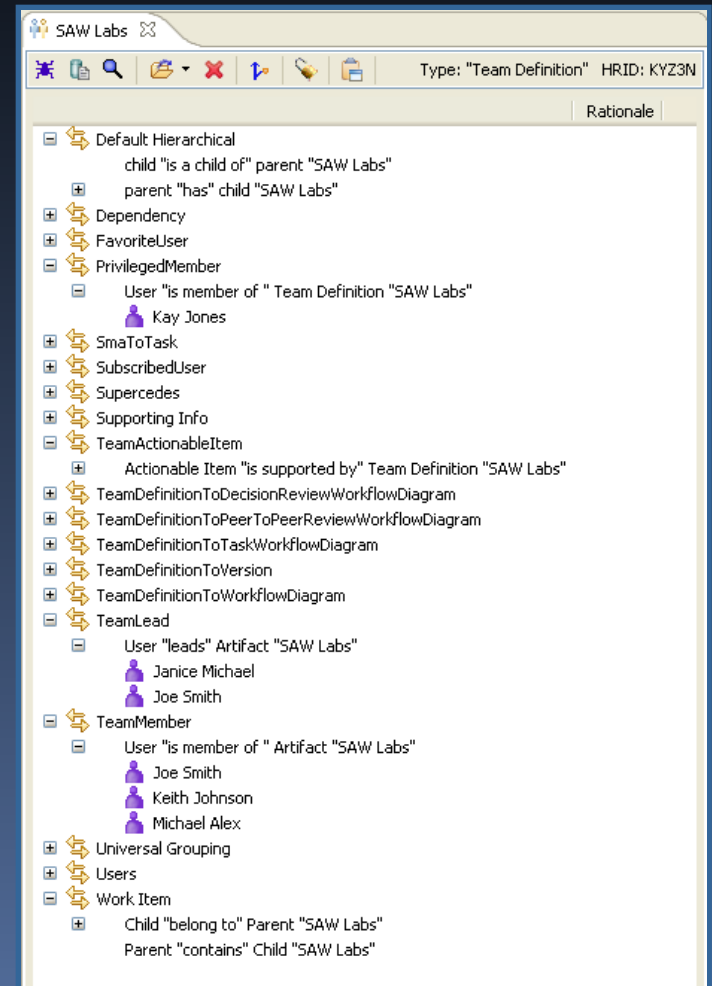 SAW Labs
Type: "Team Definition" HRID: KYZ3N
Rationale
Default Hierarchical
child "is a child of" parent "SAW Labs"
parent "has" child "SAW Labs"
Dependency
FavoriteUser
PrivilegedMember
User "is member of " Team Definition "SAW Labs"
Kay Jones
SmaToTask
SubscribedUser
Supercedes
Supporting Info
TeamActionableItem
Actionable Item "is supported by" Team Definition "SAW Labs"
TeamDefinitionToDecisionReviewWorkflowDiagram
TeamDefinitionToPeerToPeerReviewWorkflowDiagram
TeamDefinitionToTaskWorkflowDiagram
TeamDefinitionToVersion
TeamDefinitionToWorkflowDiagram
TeamLead
User "leads" Artifact "SAW Labs"
Janice Michael
Joe Smith
TeamMember
User "is member of " Artifact "SAW Labs"
Joe Smith
Keith Johnson
Michael Alex
Universal Grouping
Users
Work Item
Child "belong to" Parent "SAW Labs"
Parent "contains" Child "SAW Labs"